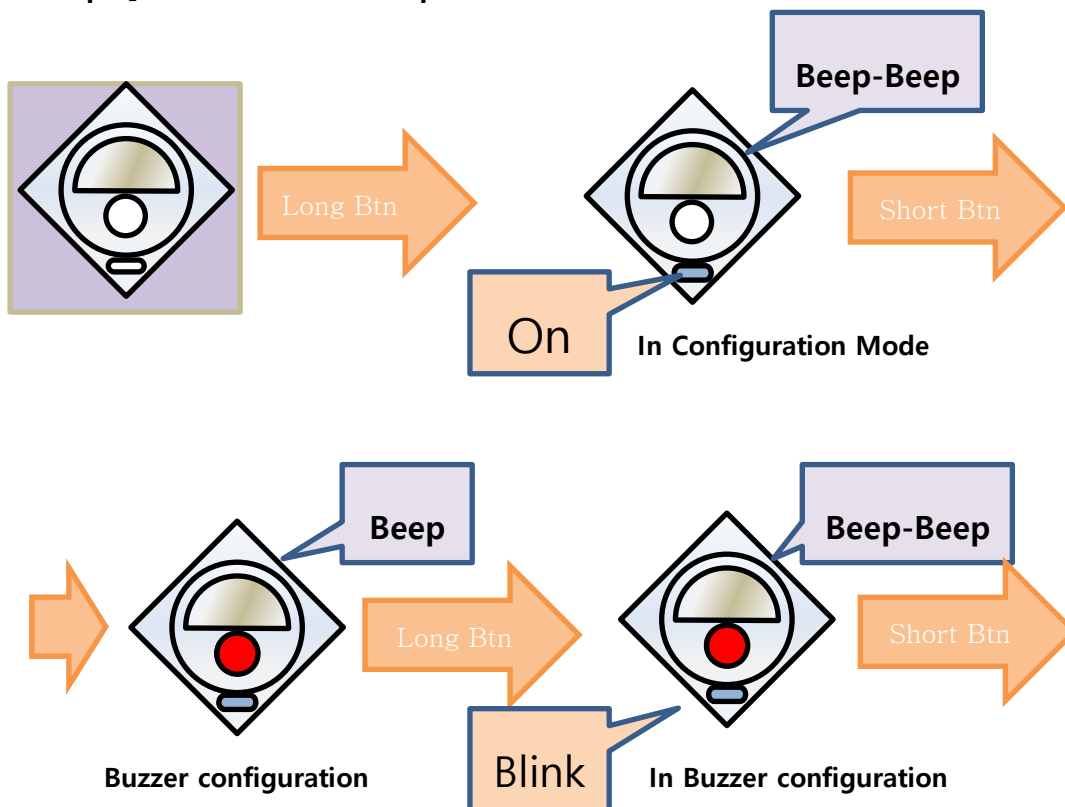 Beep-Beep
Long Btn
Short Btn
On
In Configuration Mode
Beep
Beep-Beep
Long Btn
Short Btn
Blink
Buzzer configuration
In Buzzer configuration